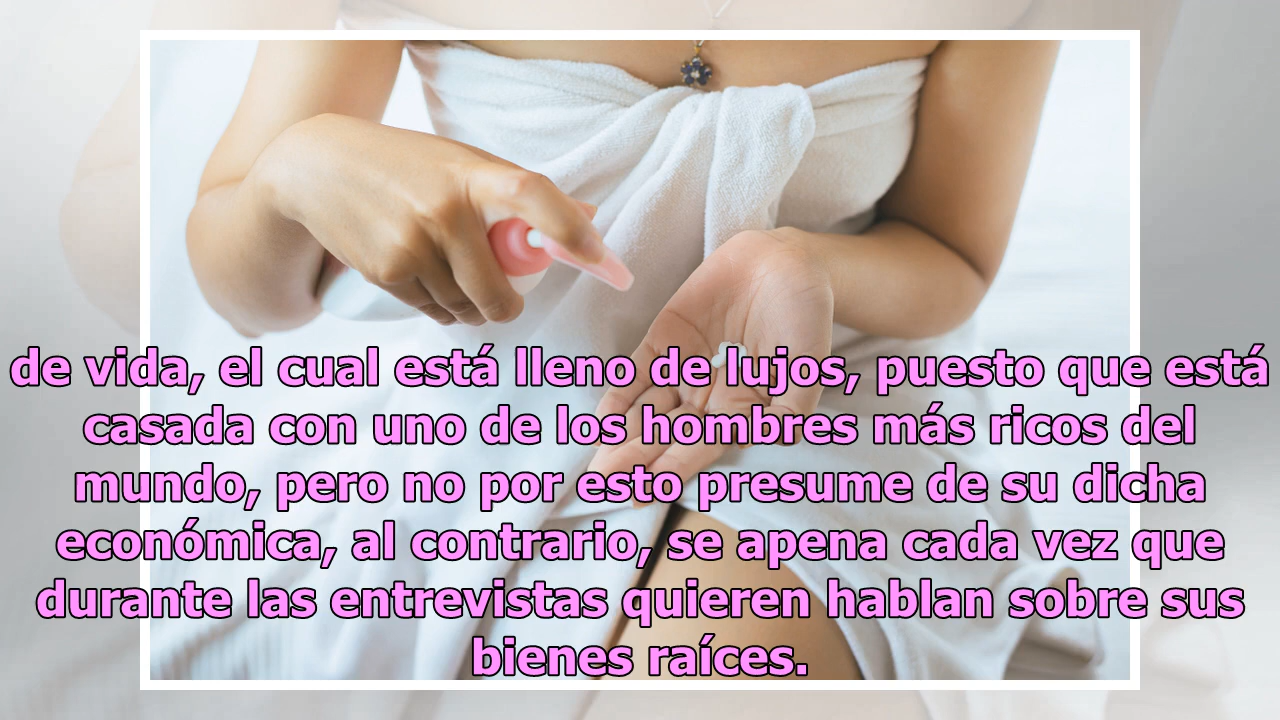 de vida, el cual está lleno de lujos, puesto que está
casada con uno de los hombres más ricos del
mundo, pero no por esto presume de su dicha
económica, al contrario, se apena cada vez que
durante las entrevistas quieren hablan sobre sus
bienes raíces.